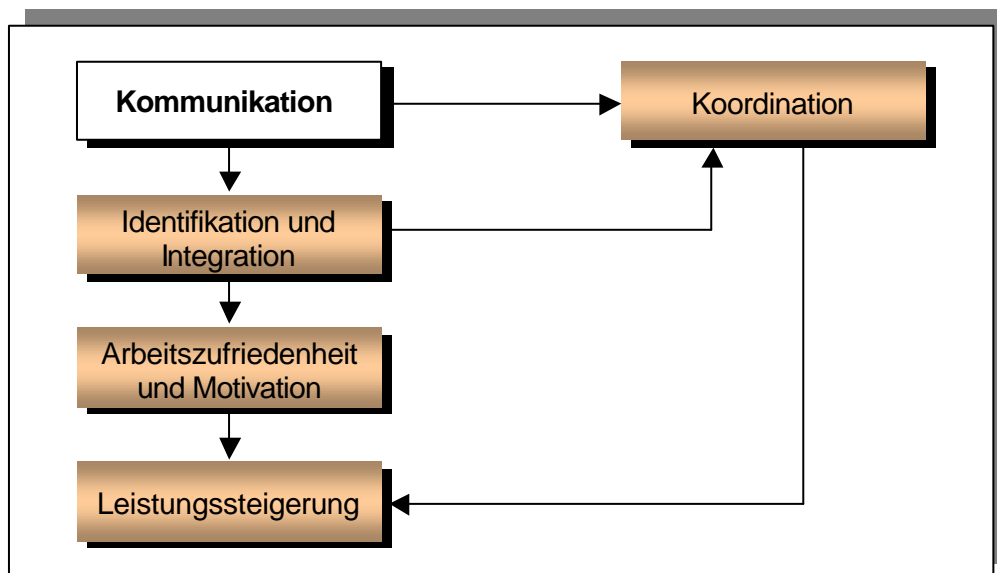 Kommunikation
Koordination
Identifikation und
Integration
Arbeitszufriedenheit
und Motivation
Leistungssteigerung